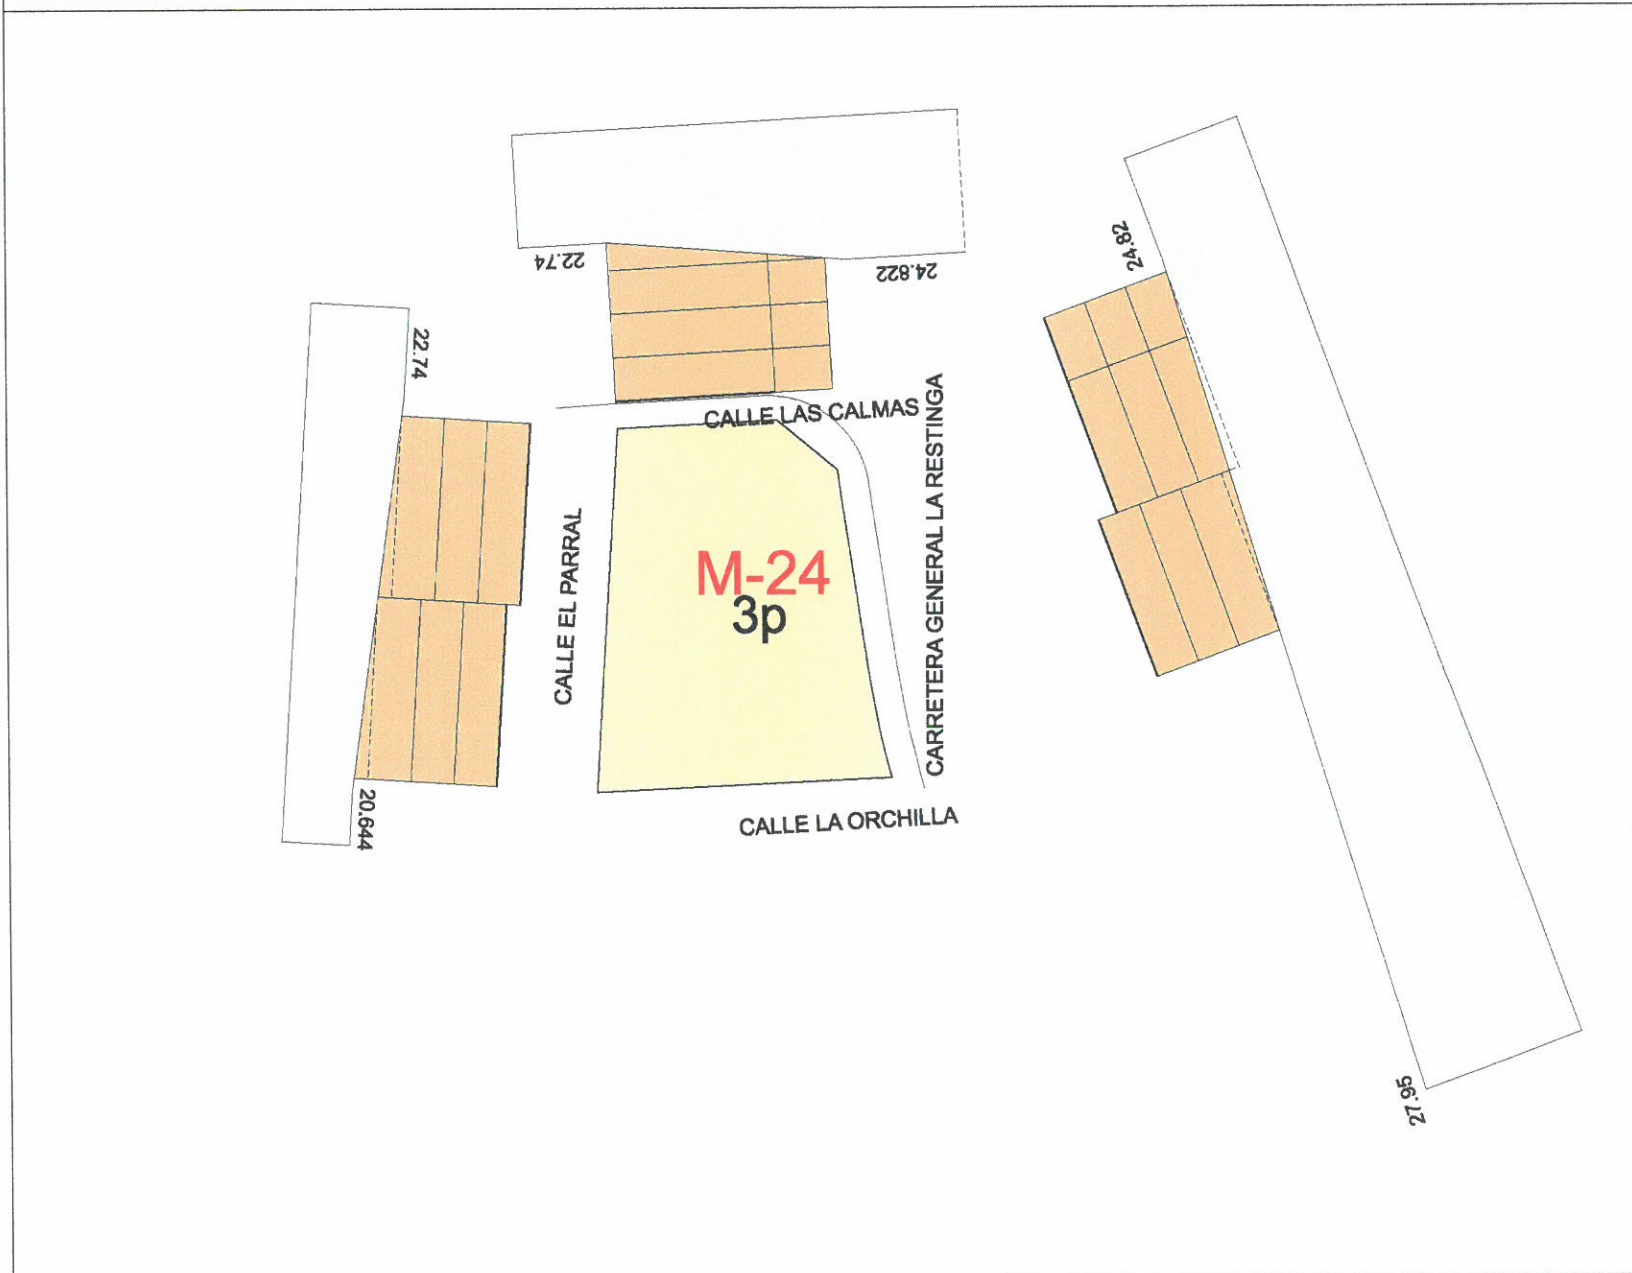 24.82
22.74
24.822
22.74
CALLE LAS CALMAS
CARRETERA GENERAL LA RESTINGA
CALLE EL PARRAL
M-24
3p
20.644
CALLE LA ORCHILLA
27.95